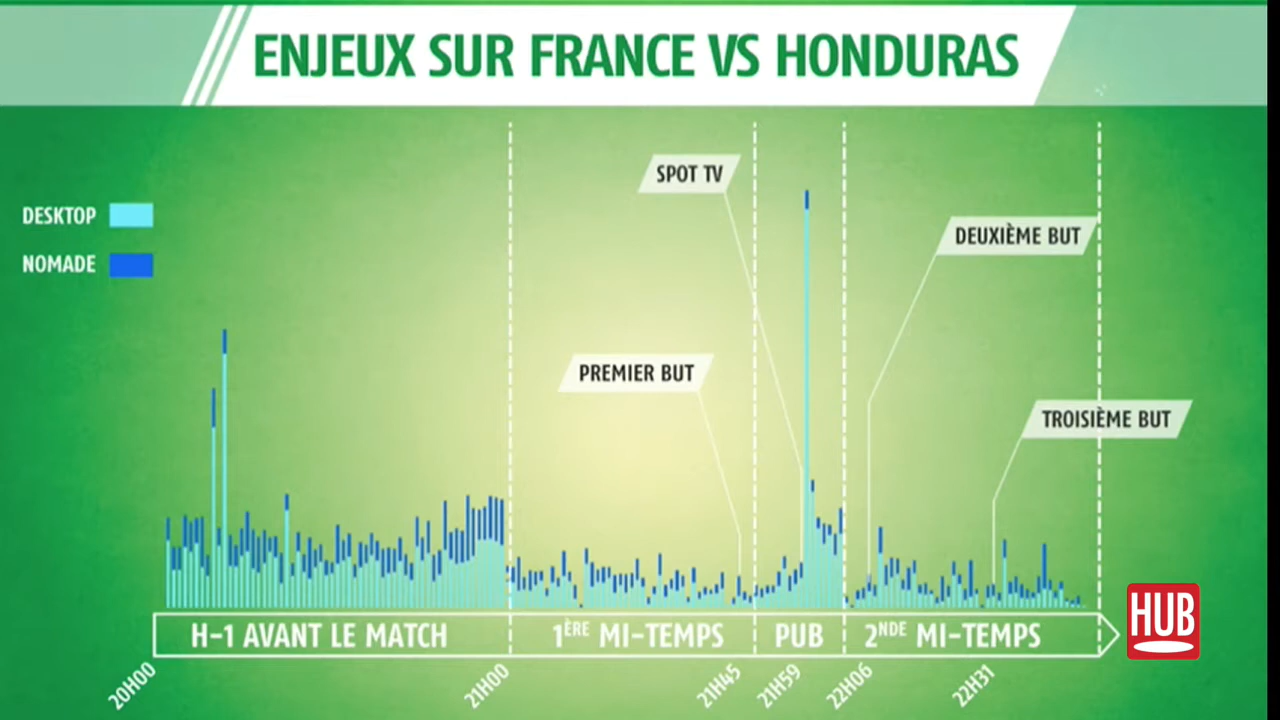 ENJEUX SUR FRANCE VS HONDURAS
SPOT TV
DESKTOP
DEUXIÈME BUT
NOMADE
PREMIER BUT
TROISIÈME BUT
HUB
H-1 AVANT LE MATCH
1ÈRE MI-TEMPS
PUB
2NDE MI-TEMPS
20H00
21H00
21H45
21H59
22H06
22H31